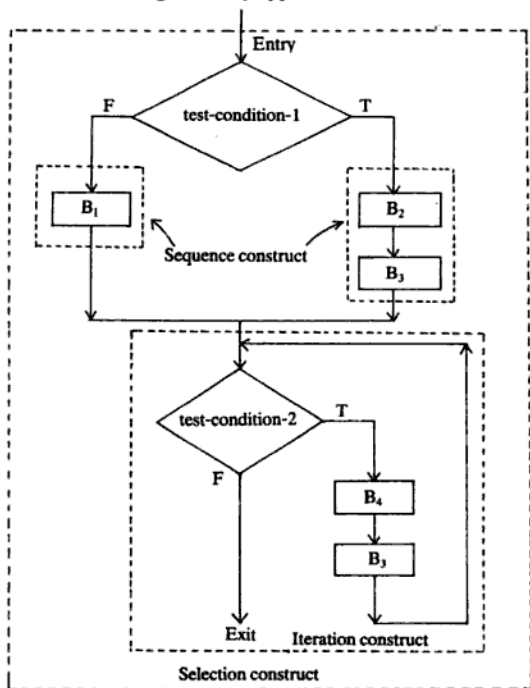 Entry
test-condition-1
F
T
B₁
B₂
Sequence construct
B₃
test-condition-2
T
F
B₄
B₃
Exit
Iteration construct
Selection construct